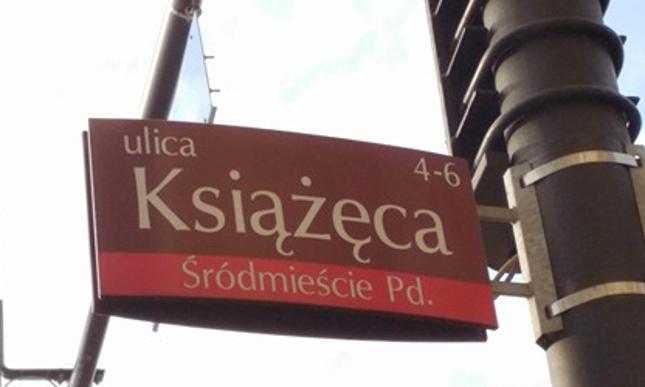 ulica 4-6
Książęca
Śródmieście Pd.